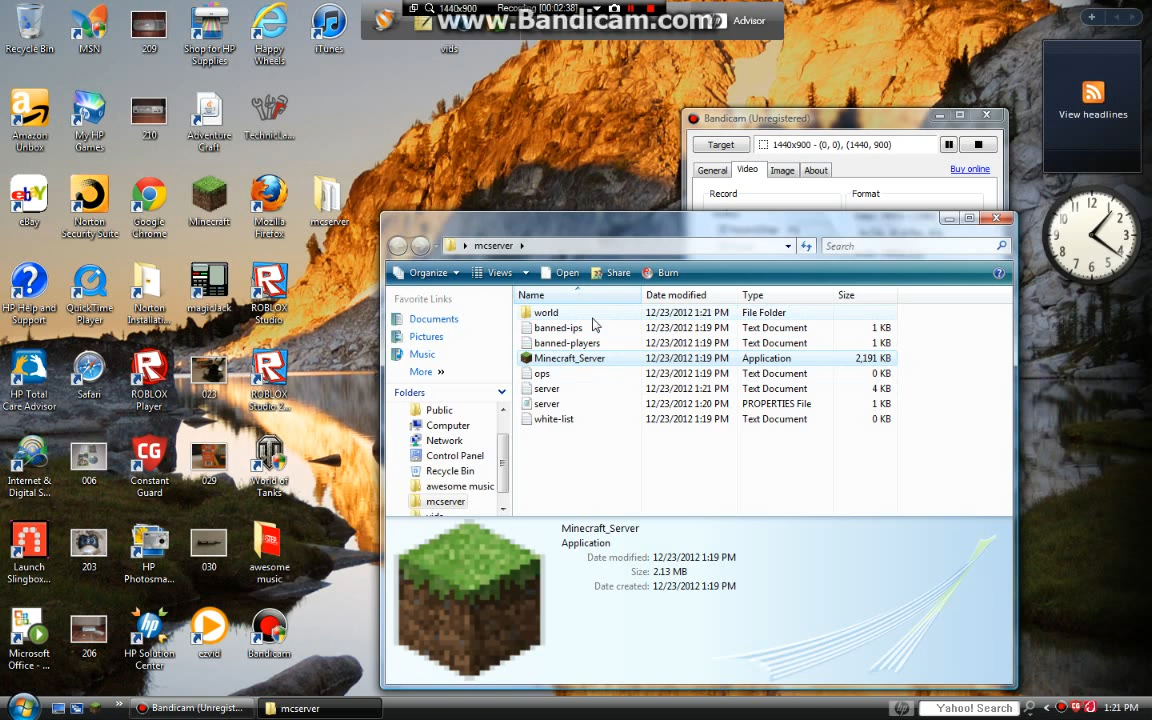 1440x900 Recording [00:02:38]
www.Bandicam.com
Advisor
Recycle Bin
MSN
209
Shop for HP Supplies
Happy Wheels
iTunes
vids
View headlines
Amazon Unbox
My HP Games
210
Adventure Craft
TechnicLa...
eBay
Norton Security Suite
Google Chrome
Minecraft
Mozilla Firefox
mcserver
HP Help and Support
QuickTime Player
Norton Installati...
magicJack
ROBLOX Studio
HP Total Care Advisor
Safari
ROBLOX Player
023
ROBLOX Studio 2...
Internet & Digital S...
006
Constant Guard
029
World of Tanks
Launch Slingbox...
203
HP Photosma...
030
awesome music
Microsoft Office - ...
206
HP Solution Center
ezvid
Bandicam
Bandicam (Unregistered)
Target
1440x900 - (0, 0), (1440, 900)
General Video Image About
Buy online
Record
Format
mcserver
Search
Organize Views Open Share Burn
Favorite Links
Documents
Pictures
Music
More »
Folders
Public
Computer
Network
Control Panel
Recycle Bin
awesome music
mcserver
Name Date modified Type Size
world 12/23/2012 1:21 PM File Folder
banned-ips 12/23/2012 1:19 PM Text Document 1 KB
banned-players 12/23/2012 1:19 PM Text Document 1 KB
Minecraft_Server 12/23/2012 1:19 PM Application 2,191 KB
ops 12/23/2012 1:19 PM Text Document 0 KB
server 12/23/2012 1:21 PM Text Document 4 KB
server 12/23/2012 1:20 PM PROPERTIES File 1 KB
white-list 12/23/2012 1:19 PM Text Document 0 KB
Minecraft_Server
Application
Date modified: 12/23/2012 1:19 PM
Size: 2.13 MB
Date created: 12/23/2012 1:19 PM
Bandicam (Unregist...
mcserver
Yahoo! Search
1:21 PM